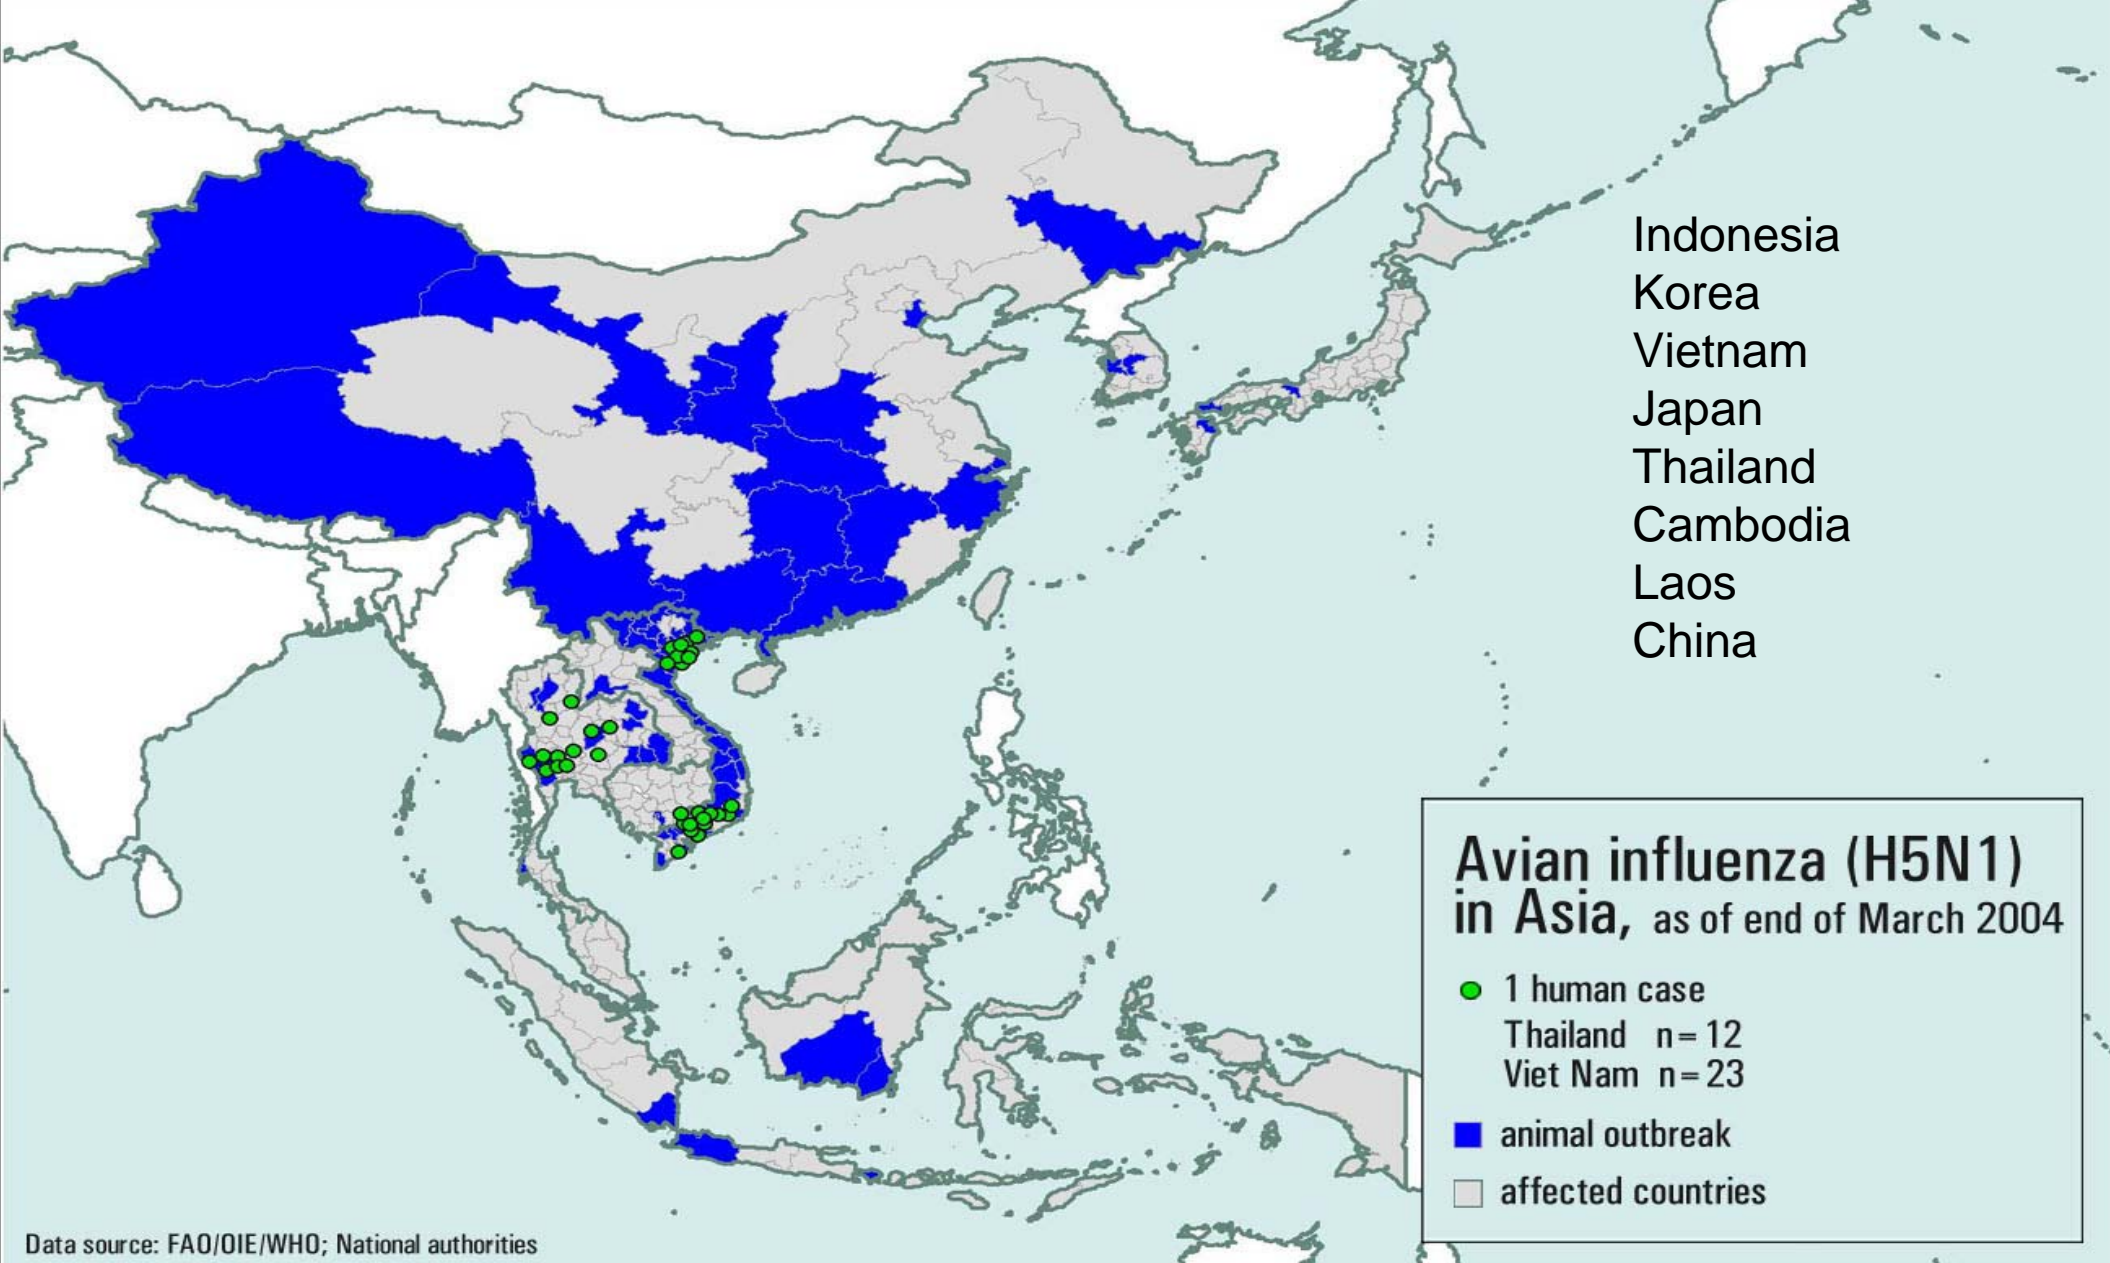 Indonesia
Korea
Vietnam
Japan
Thailand
Cambodia
Laos
China
Avian influenza (H5N1)
in Asia, as of end of March 2004
1 human case
Thailand n=12
Viet Nam n=23
animal outbreak
affected countries
Data source: FAO/OIE/WHO; National authorities